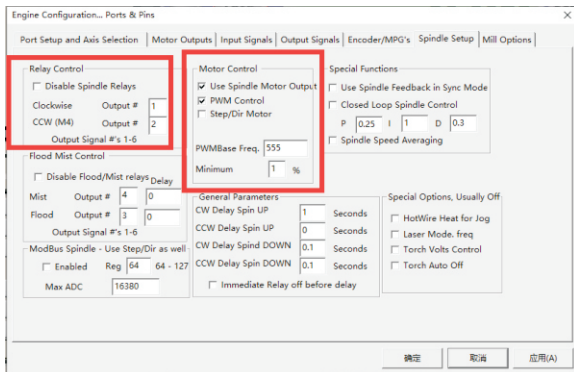 Engine Configuration... Ports & Pins
Port Setup and Axis Selection Motor Outputs Input Signals Output Signals Encoder/MPG's Spindle Setup Mill Options
Relay Control
Disable Spindle Relays
Clockwise Output # 1
CCW (M4) Output # 2
Output Signal #'s 1-6
Motor Control
Use Spindle Motor Output
PWM Control
Step/Dir Motor
PWMBase Freq. 555
Minimum 1 %
Special Functions
Use Spindle Feedback in Sync Mode
Closed Loop Spindle Control
P 0.25 I 1 D 0.3
Spindle Speed Averaging
Flood Mist Control
Disable Flood/Mist relays Delay
Mist Output # 4 0
Flood Output # 3 0
Output Signal #'s 1-6
ModBus Spindle - Use Step/Dir as well
Enabled Reg 64 64 - 127
Max ADC 16380
General Parameters
CW Delay Spin UP 1 Seconds
CCW Delay Spin UP 0 Seconds
CW Delay Spind DOWN 0.1 Seconds
CCW Delay Spin DOWN 0.1 Seconds
Immediate Relay off before delay
Special Options, Usually Off
HotWire Heat for Jog
Laser Mode. freq
Torch Volts Control
Torch Auto Off
确定 取消 应用(A)